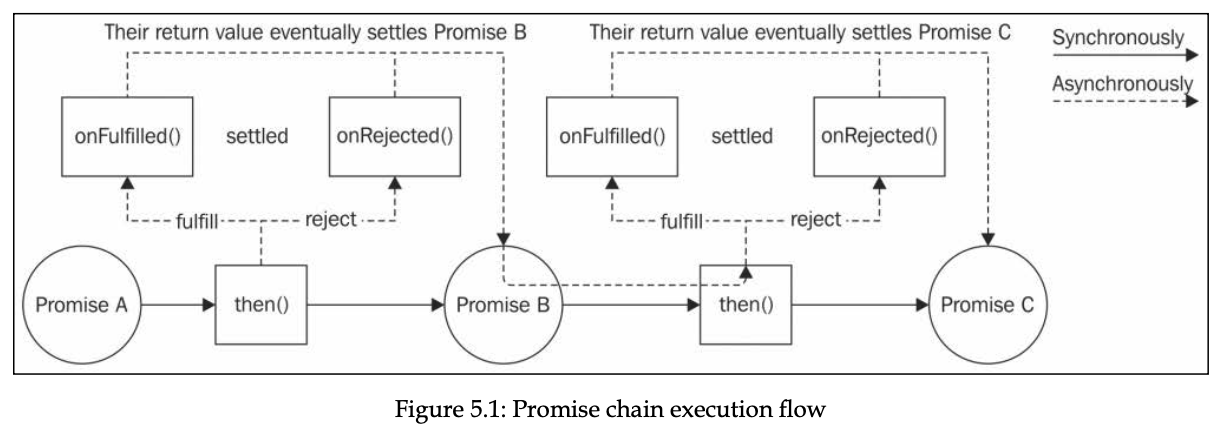 Their return value eventually settles Promise B
Their return value eventually settles Promise C
Synchronously
Asynchronously
onFulfilled()
settled
onRejected()
onFulfilled()
settled
onRejected()
fulfill
reject
fulfill
reject
Promise A
then()
Promise B
then()
Promise C
Figure 5.1: Promise chain execution flow